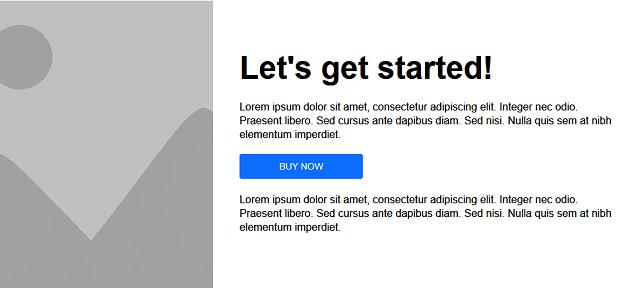 Let's get started!
Lorem ipsum dolor sit amet, consectetur adipiscing elit. Integer nec odio.
Praesent libero. Sed cursus ante dapibus diam. Sed nisi. Nulla quis sem at nibh
elementum imperdiet.
BUY NOW
Lorem ipsum dolor sit amet, consectetur adipiscing elit. Integer nec odio.
Praesent libero. Sed cursus ante dapibus diam. Sed nisi. Nulla quis sem at nibh
elementum imperdiet.